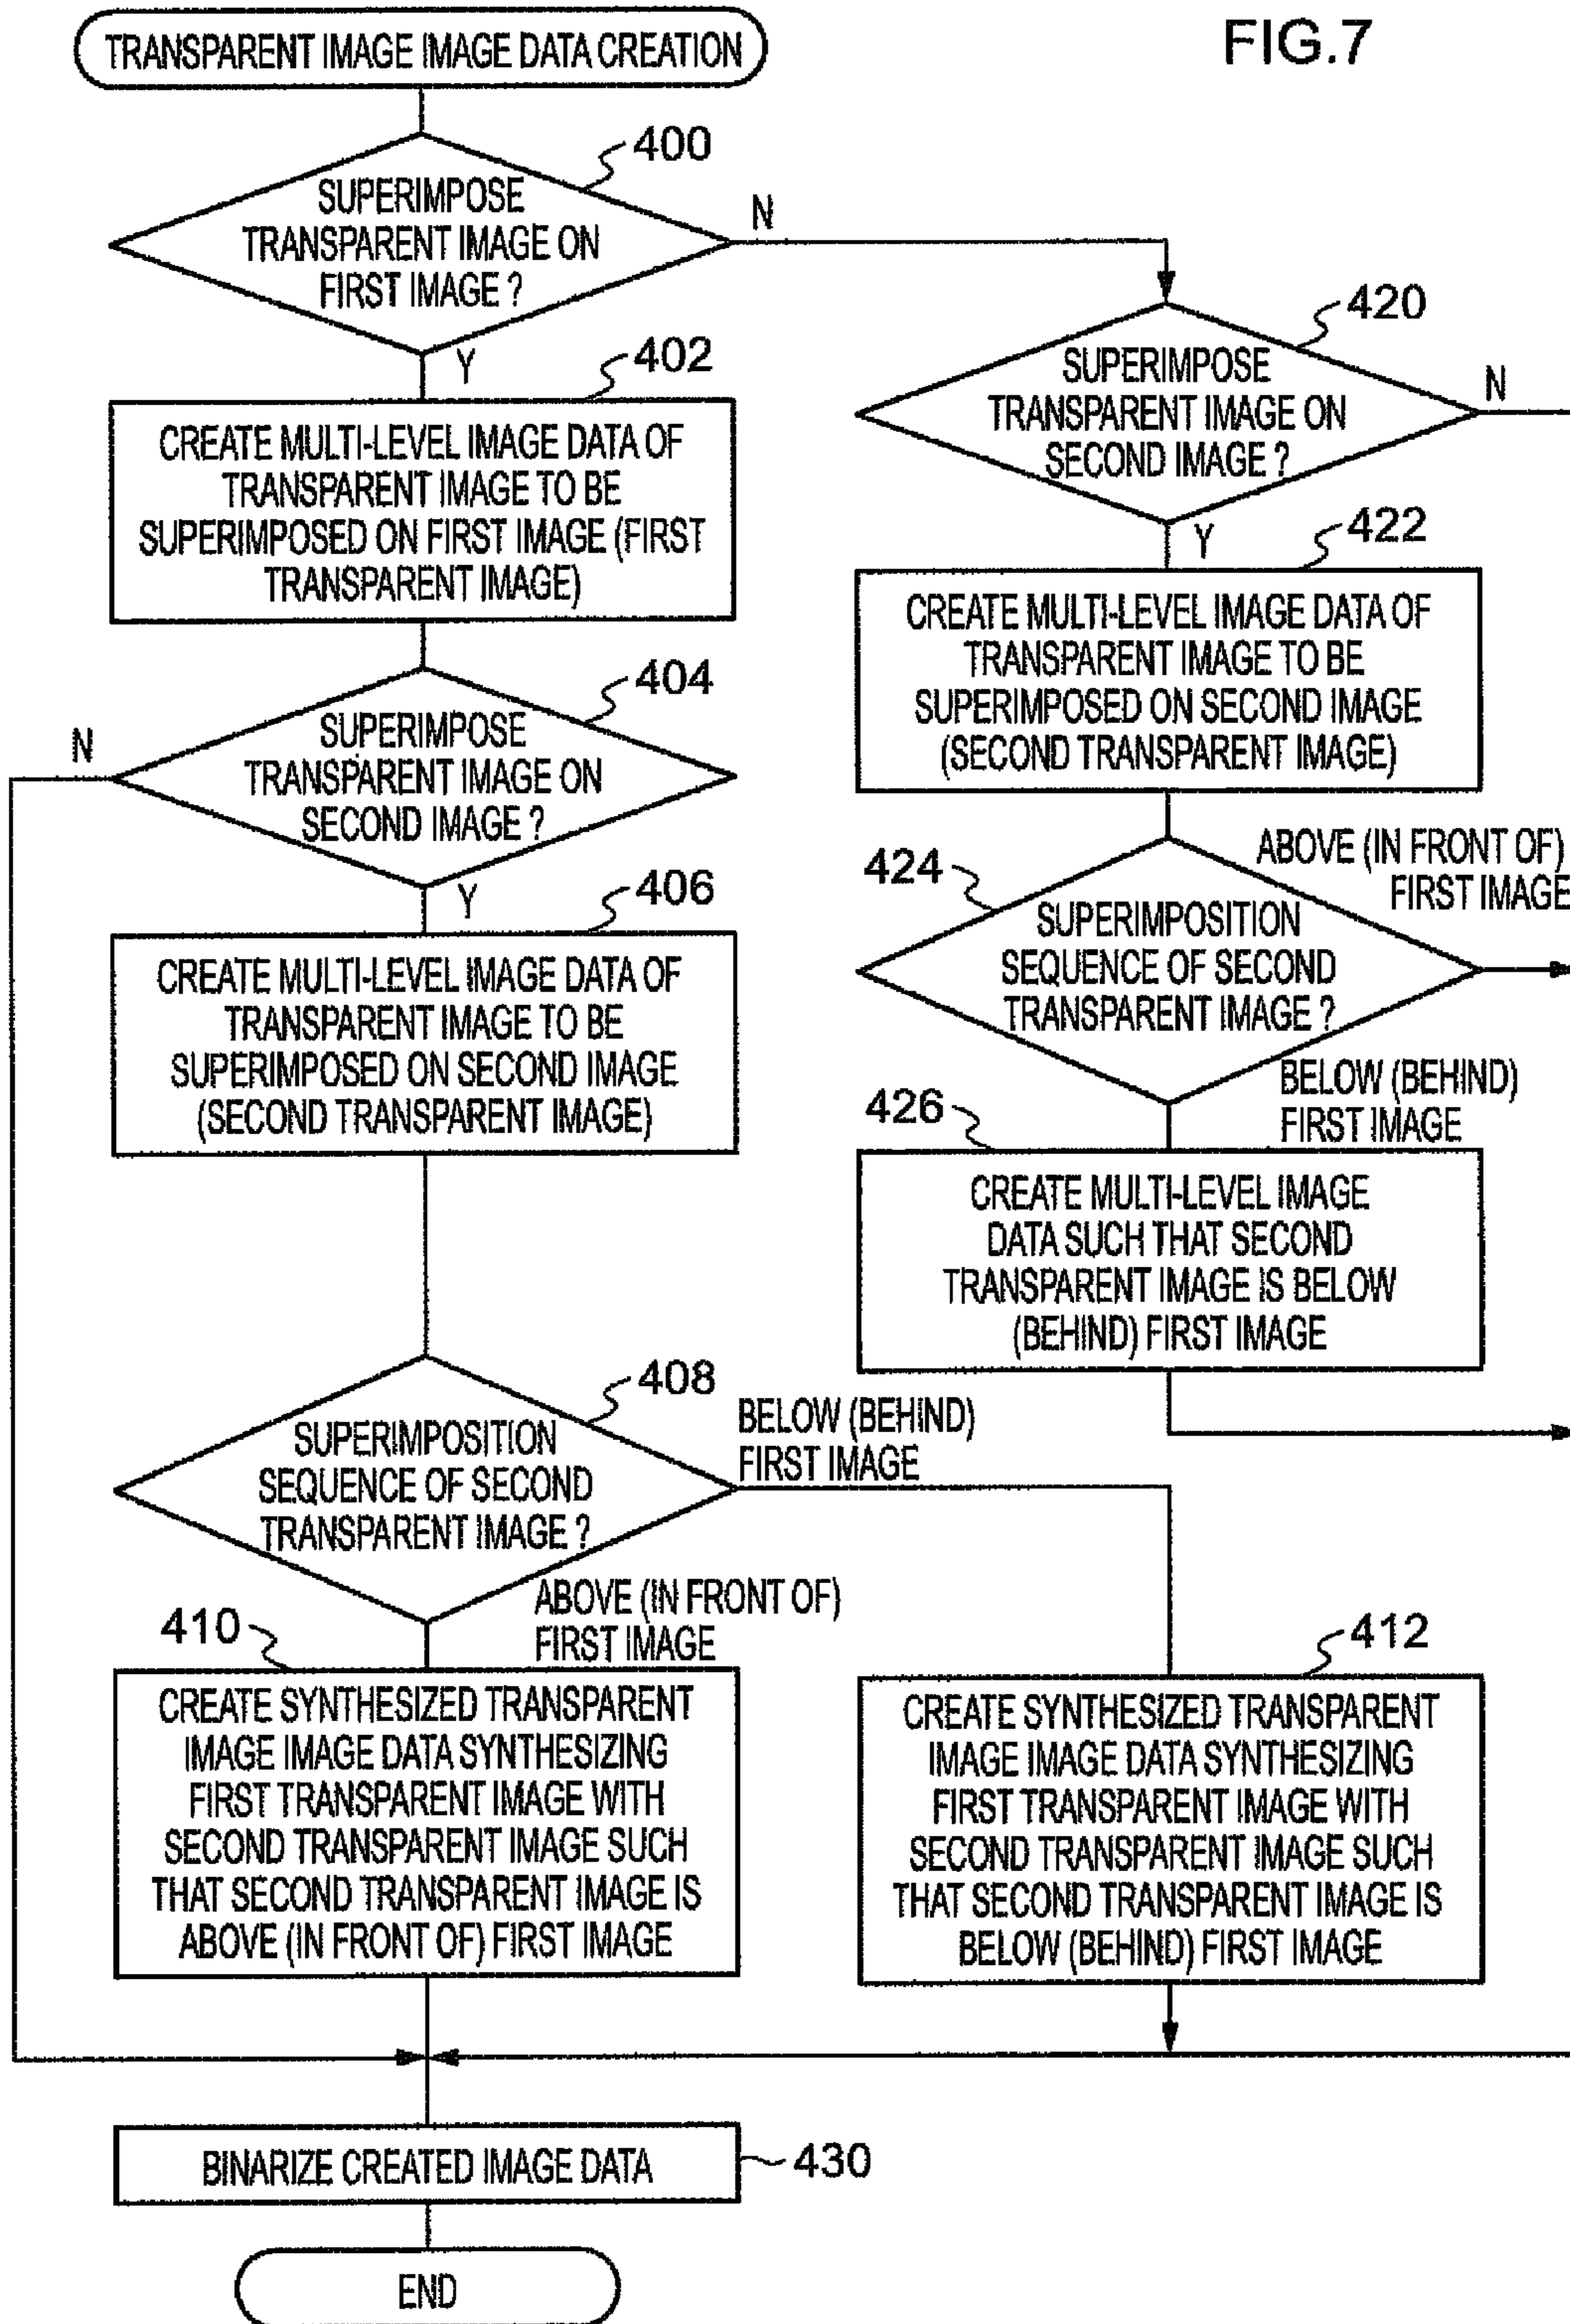 FIG.7
TRANSPARENT IMAGE IMAGE DATA CREATION
400
SUPERIMPOSE
TRANSPARENT IMAGE ON
FIRST IMAGE ?
N
Y
402
CREATE MULTI-LEVEL IMAGE DATA OF
TRANSPARENT IMAGE TO BE
SUPERIMPOSED ON FIRST IMAGE (FIRST
TRANSPARENT IMAGE)
404
SUPERIMPOSE
TRANSPARENT IMAGE ON
SECOND IMAGE ?
N
Y
406
CREATE MULTI-LEVEL IMAGE DATA OF
TRANSPARENT IMAGE TO BE
SUPERIMPOSED ON SECOND IMAGE
(SECOND TRANSPARENT IMAGE)
408
SUPERIMPOSITION
SEQUENCE OF SECOND
TRANSPARENT IMAGE ?
BELOW (BEHIND)
FIRST IMAGE
ABOVE (IN FRONT OF)
FIRST IMAGE
410
CREATE SYNTHESIZED TRANSPARENT
IMAGE IMAGE DATA SYNTHESIZING
FIRST TRANSPARENT IMAGE WITH
SECOND TRANSPARENT IMAGE SUCH
THAT SECOND TRANSPARENT IMAGE IS
ABOVE (IN FRONT OF) FIRST IMAGE
412
CREATE SYNTHESIZED TRANSPARENT
IMAGE IMAGE DATA SYNTHESIZING
FIRST TRANSPARENT IMAGE WITH
SECOND TRANSPARENT IMAGE SUCH
THAT SECOND TRANSPARENT IMAGE IS
BELOW (BEHIND) FIRST IMAGE
420
SUPERIMPOSE
TRANSPARENT IMAGE ON
SECOND IMAGE ?
N
Y
422
CREATE MULTI-LEVEL IMAGE DATA OF
TRANSPARENT IMAGE TO BE
SUPERIMPOSED ON SECOND IMAGE
(SECOND TRANSPARENT IMAGE)
424
SUPERIMPOSITION
SEQUENCE OF SECOND
TRANSPARENT IMAGE ?
ABOVE (IN FRONT OF)
FIRST IMAGE
BELOW (BEHIND)
FIRST IMAGE
426
CREATE MULTI-LEVEL IMAGE
DATA SUCH THAT SECOND
TRANSPARENT IMAGE IS BELOW
(BEHIND) FIRST IMAGE
BINARIZE CREATED IMAGE DATA
430
END